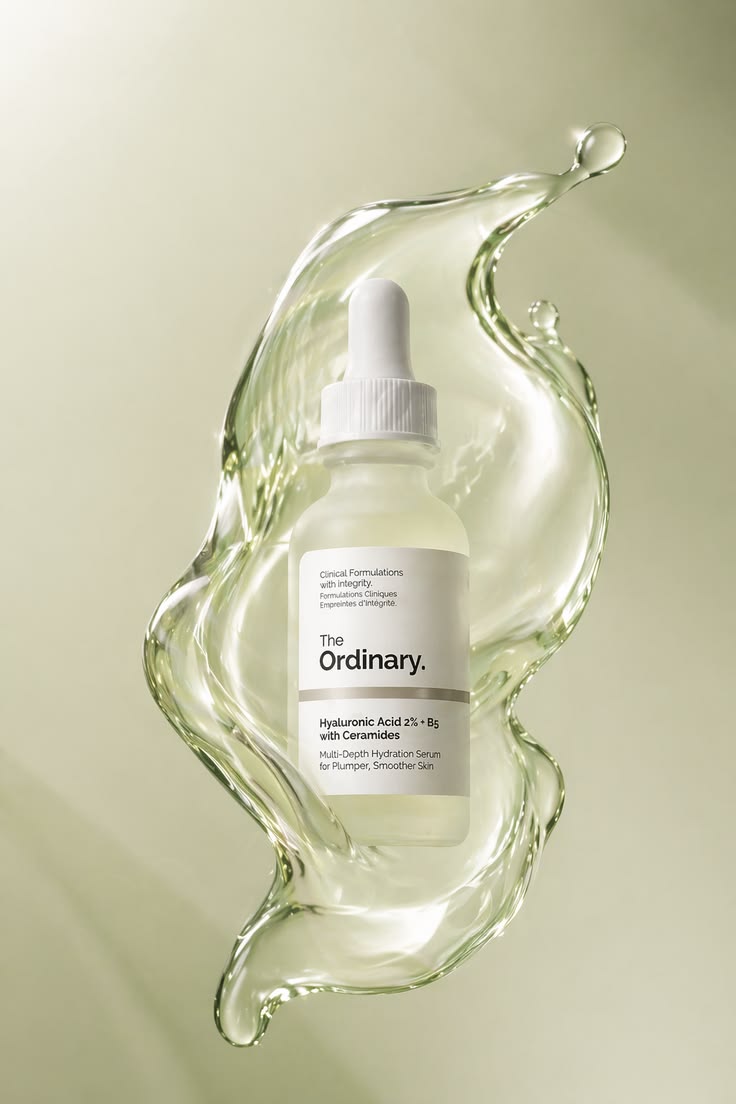 Clinical Formulations
with integrity.
Formulations Cliniques
Empreintes d'Intégrité.
The
Ordinary.
Hyaluronic Acid 2% + B5
with Ceramides
Multi-Depth Hydration Serum
for Plumper, Smoother Skin